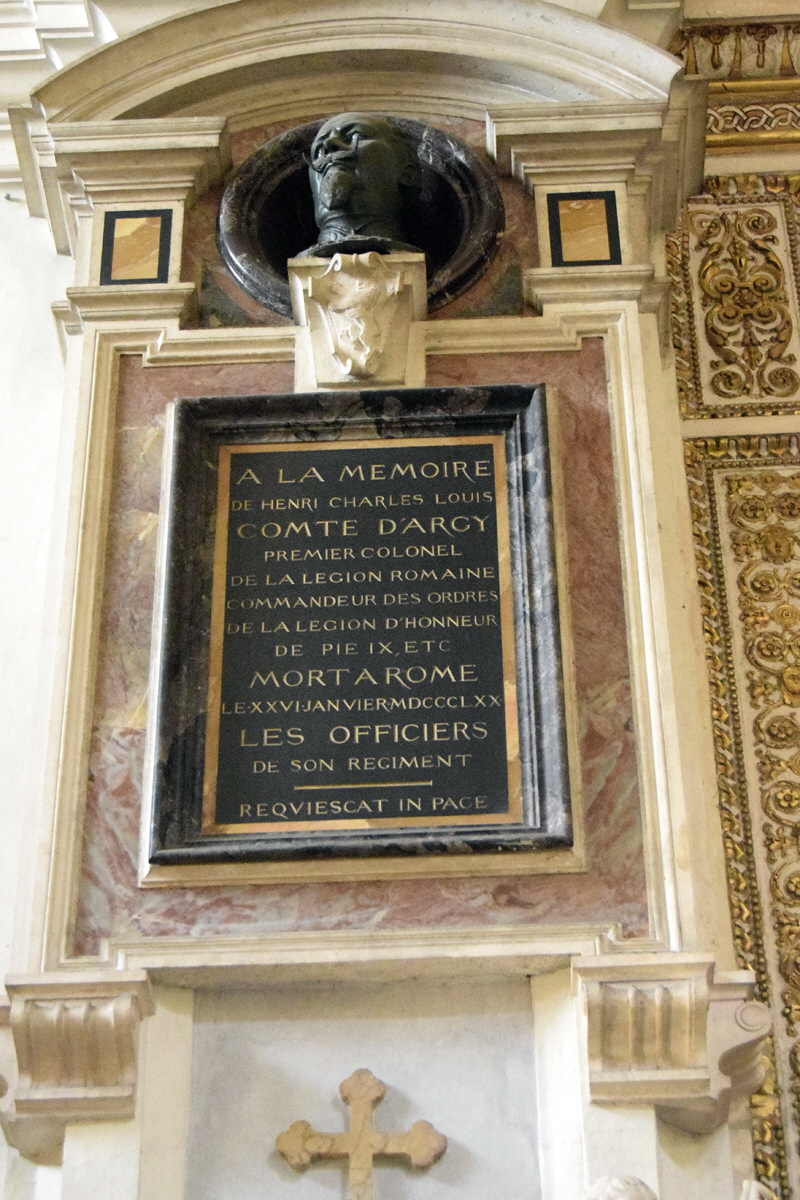 A LA MEMOIRE
DE HENRI CHARLES LOUIS
COMTE D'ARGY
PREMIER COLONEL
DE LA LEGION ROMAINE
COMMANDEUR DES ORDRES
DE LA LEGION D'HONNEUR
DE PIE IX, ETC
MORT A ROME
LE·XXVI·JANVIER·MDCCCLXX·
LES OFFICIERS
DE SON REGIMENT
REQVIESCAT IN PACE